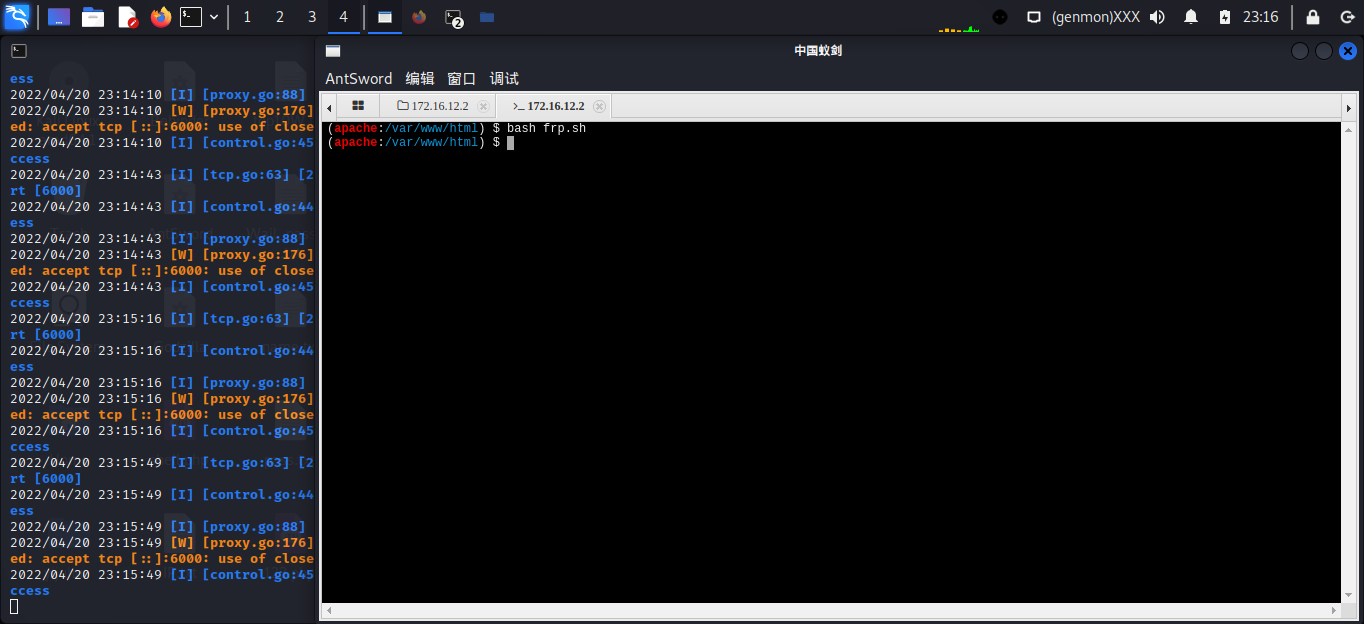 1 2 3 4 2 (genmon)XXX 23:16
ess
2022/04/20 23:14:10 [I] [proxy.go:88]
2022/04/20 23:14:10 [W] [proxy.go:176]
ed: accept tcp [::]:6000: use of close
2022/04/20 23:14:10 [I] [control.go:45
ccess
2022/04/20 23:14:43 [I] [tcp.go:63] [2
rt [6000]
2022/04/20 23:14:43 [I] [control.go:44
ess
2022/04/20 23:14:43 [I] [proxy.go:88]
2022/04/20 23:14:43 [W] [proxy.go:176]
ed: accept tcp [::]:6000: use of close
2022/04/20 23:14:43 [I] [control.go:45
ccess
2022/04/20 23:15:16 [I] [tcp.go:63] [2
rt [6000]
2022/04/20 23:15:16 [I] [control.go:44
ess
2022/04/20 23:15:16 [I] [proxy.go:88]
2022/04/20 23:15:16 [W] [proxy.go:176]
ed: accept tcp [::]:6000: use of close
2022/04/20 23:15:16 [I] [control.go:45
ccess
2022/04/20 23:15:49 [I] [tcp.go:63] [2
rt [6000]
2022/04/20 23:15:49 [I] [control.go:44
ess
2022/04/20 23:15:49 [I] [proxy.go:88]
2022/04/20 23:15:49 [W] [proxy.go:176]
ed: accept tcp [::]:6000: use of close
2022/04/20 23:15:49 [I] [control.go:45
ccess
中国蚁剑
AntSword 编辑 窗口 调试
172.16.12.2 >_ 172.16.12.2
(apache:/var/www/html) $ bash frp.sh
(apache:/var/www/html) $